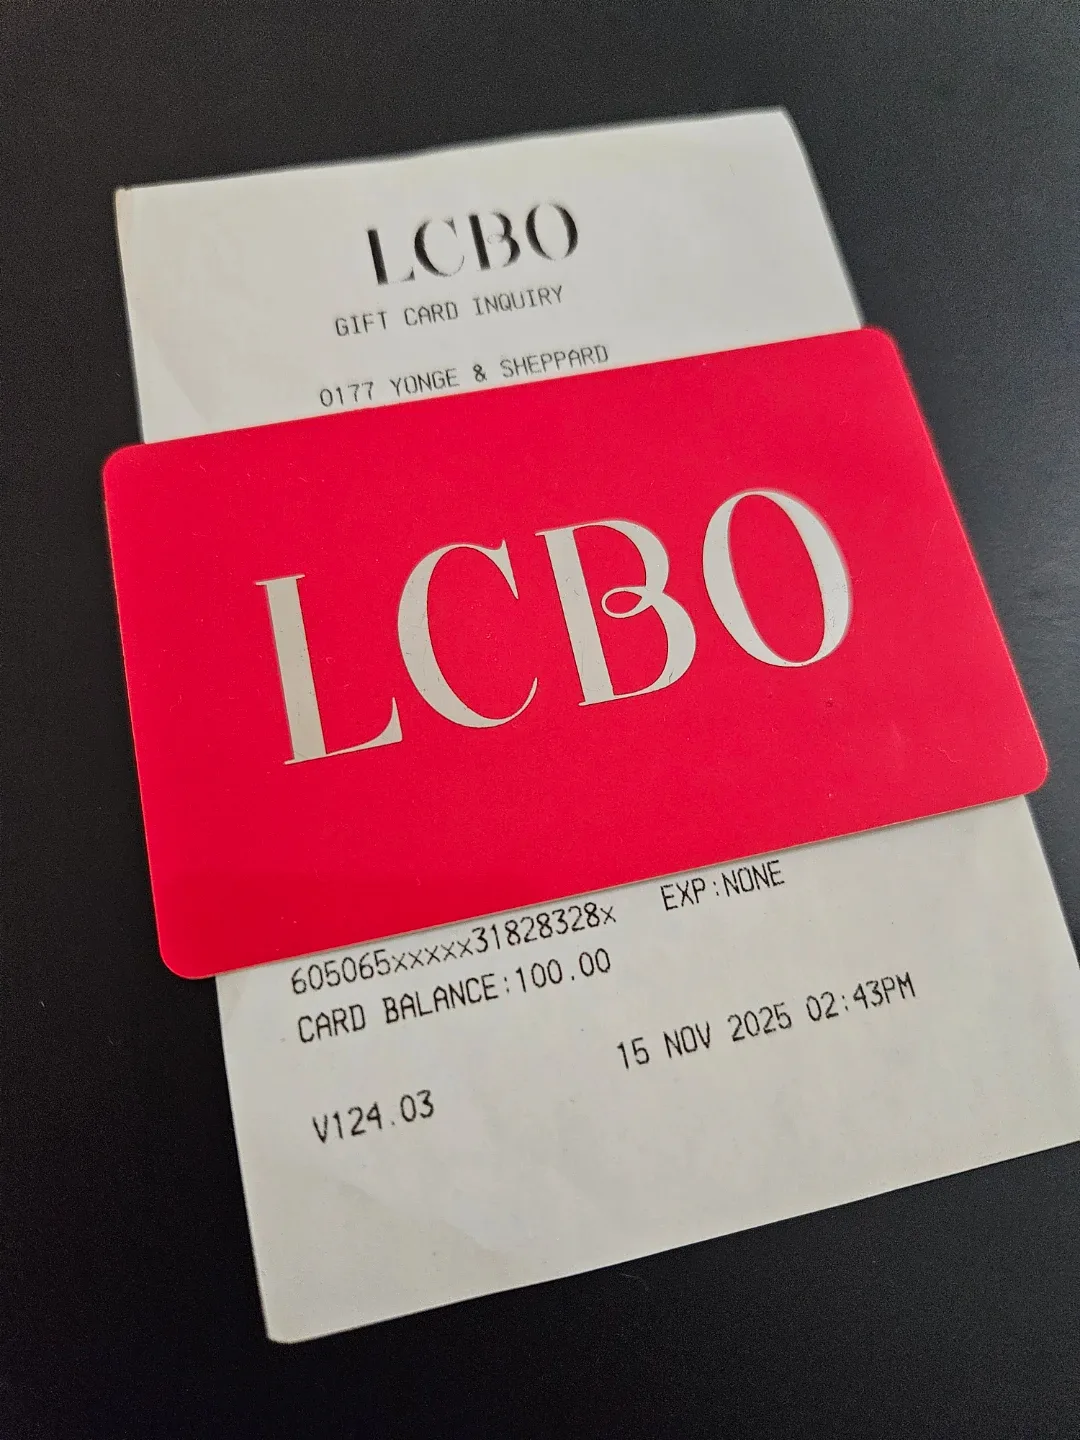 LCBO
GIFT CARD INQUIRY
0177 YONGE & SHEPPARD
LCBO
605065xxxxx31828328x EXP:NONE
CARD BALANCE:100.00
15 NOV 2025 02:43PM
V124.03